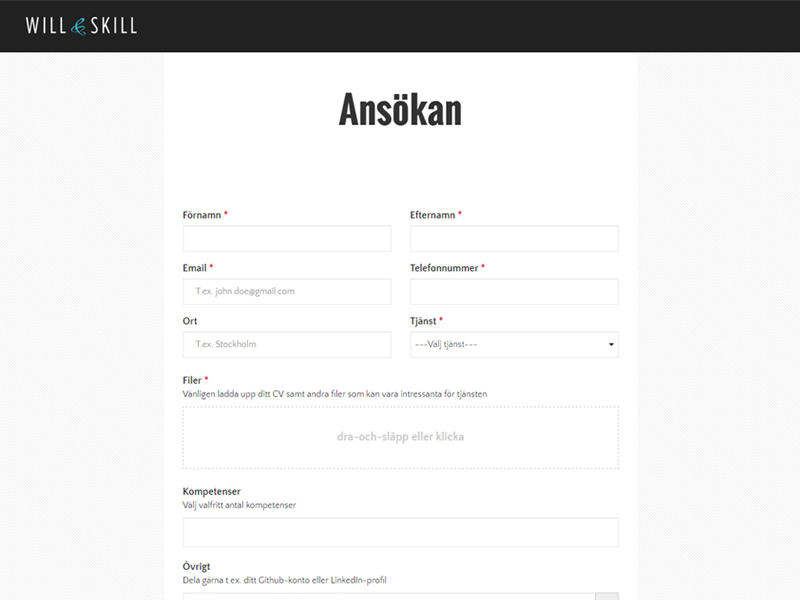 WILL & SKILL
Ansökan
Förnamn *
Efternamn *
Email *
Telefonnummer *
T.ex. john.doe@gmail.com
Ort
Tjänst *
T.ex. Stockholm
---Välj tjänst---
Filer *
Vänligen ladda upp ditt CV samt andra filer som kan vara intressanta för tjänsten
dra-och-släpp eller klicka
Kompetenser
Välj valfritt antal kompetenser
Övrigt
Dela gärna t.ex. ditt Github-konto eller LinkedIn-profil